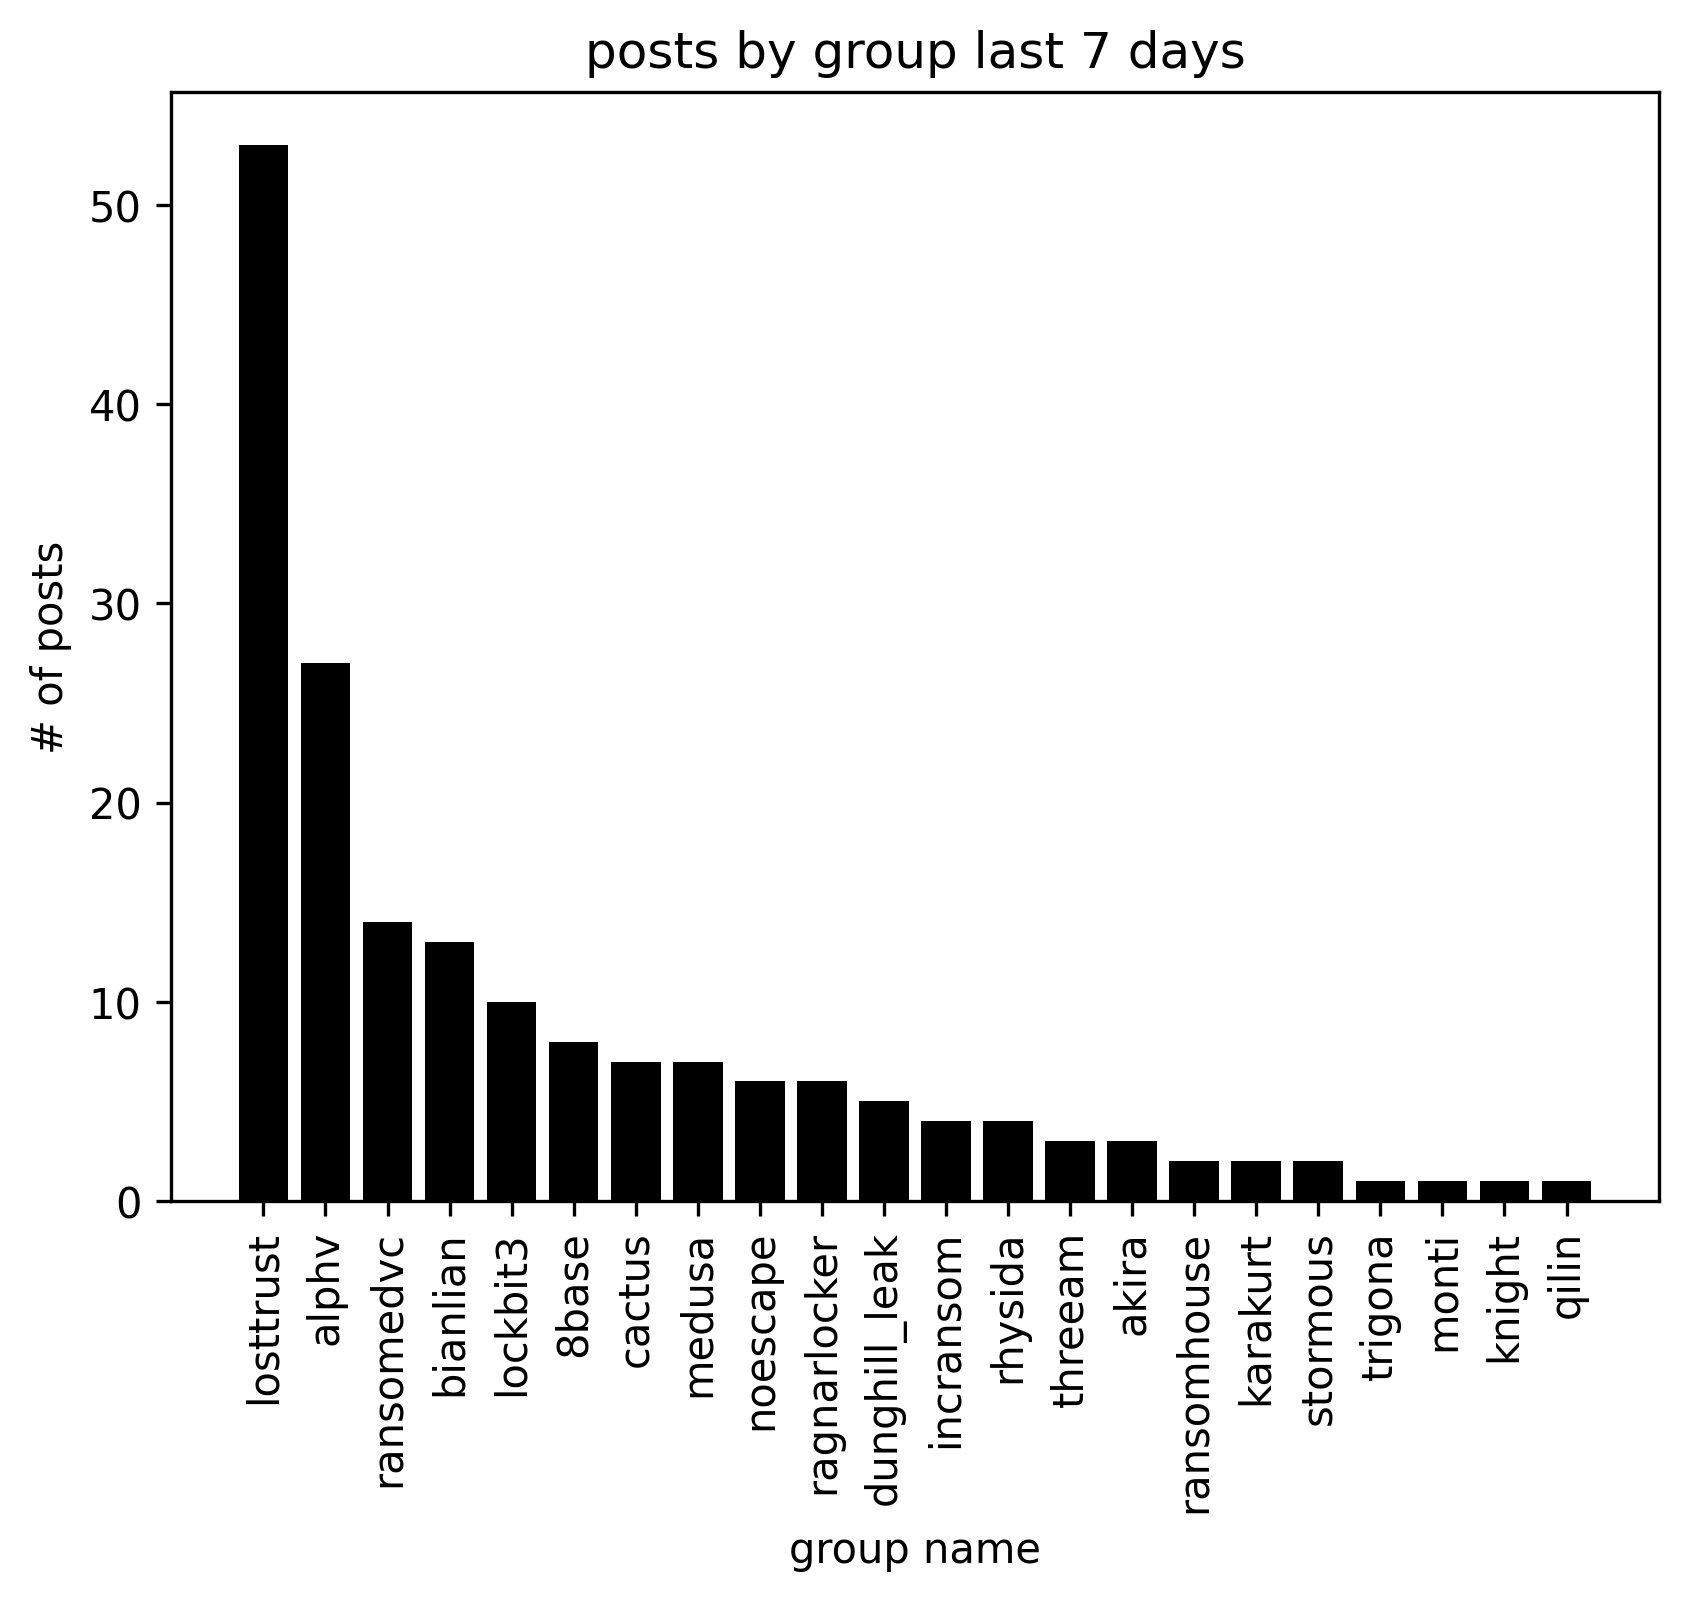 posts by group last 7 days
# of posts
50
40
30
20
10
0
losttrust
alphv
ransomedvc
bianlian
lockbit3
8base
cactus
medusa
noescape
ragnarlocker
dunghill_leak
incransom
rhysida
threeam
akira
ransomhouse
karakurt
stormous
trigona
monti
knight
qilin
group name